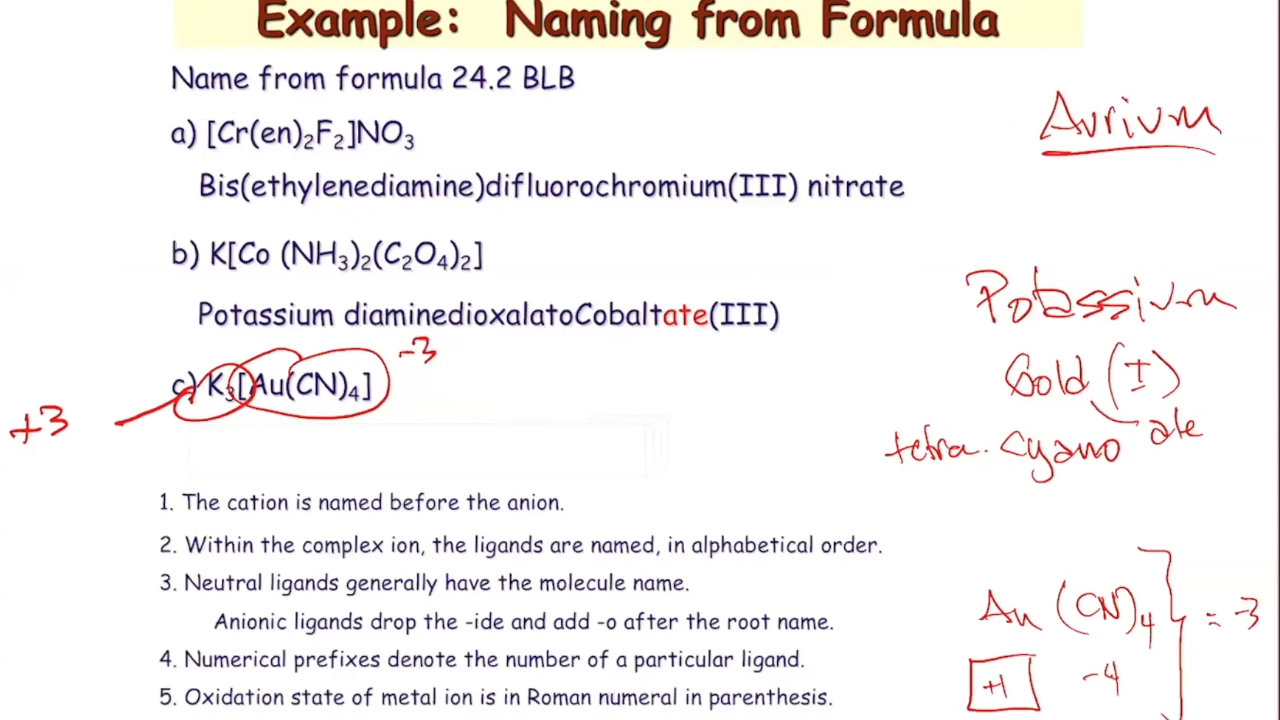 Example: Naming from Formula
Name from formula 24.2 BLB
a) [Cr(en)₂F₂]NO₃
Bis(ethylenediamine)difluorochromium(III) nitrate
b) K[Co (NH₃)₂(C₂O₄)₂]
Potassium diaminedioxalatoCobaltate(III)
c) K₃[Au(CN)₄]
-3
+3
Aurium
Potassium
Gold (I)
ate
tetra. Cyano
1. The cation is named before the anion.
2. Within the complex ion, the ligands are named, in alphabetical order.
3. Neutral ligands generally have the molecule name.
Anionic ligands drop the -ide and add -o after the root name.
4. Numerical prefixes denote the number of a particular ligand.
5. Oxidation state of metal ion is in Roman numeral in parenthesis.
Au (CN)₄ } = -3
+1 -4